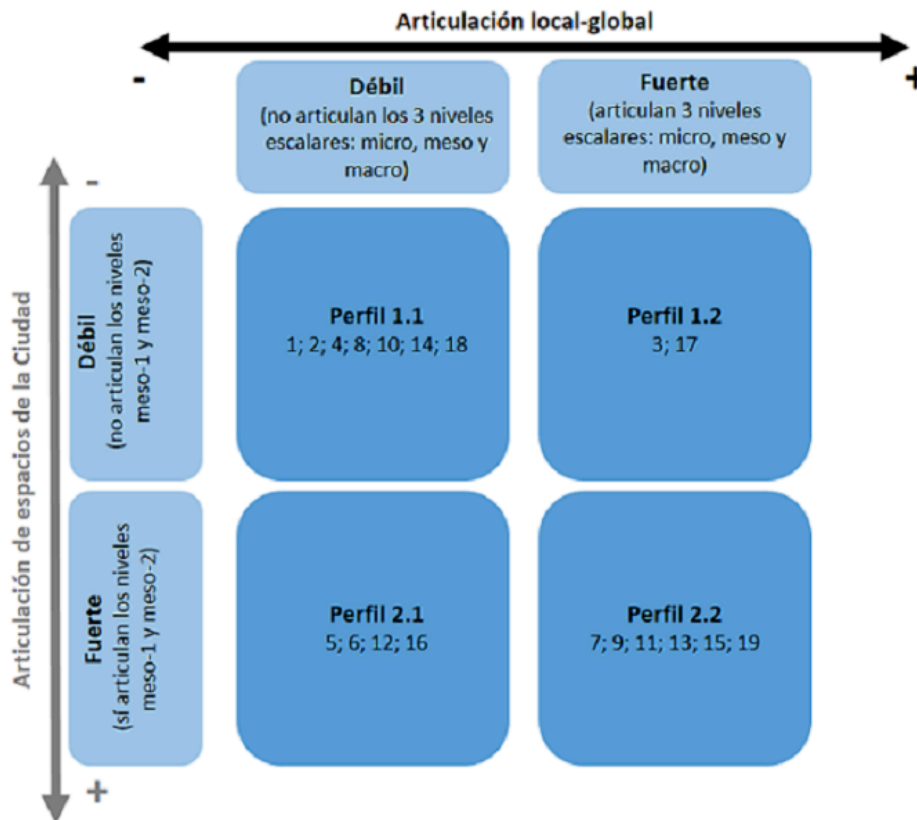 Articulación local-global
- +
Débil
(no articulan los 3 niveles
escalares: micro, meso y
macro)
Fuerte
(articulan 3 niveles
escalares: micro, meso y
macro)
Articulación de espacios de la Ciudad
-
Débil
(no articulan los niveles
meso-1 y meso-2)
Perfil 1.1
1; 2; 4; 8; 10; 14; 18
Perfil 1.2
3; 17
Fuerte
(sí articulan los niveles
meso-1 y meso-2)
Perfil 2.1
5; 6; 12; 16
Perfil 2.2
7; 9; 11; 13; 15; 19
+